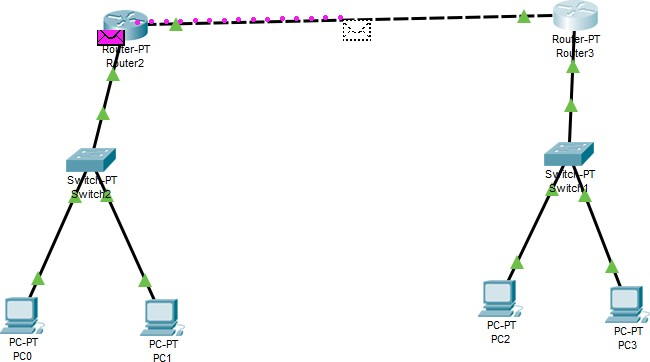 Router-PT
Router2
Router-PT
Router3
Switch-PT
Switch2
Switch-PT
Switch1
PC-PT
PC0
PC-PT
PC1
PC-PT
PC2
PC-PT
PC3